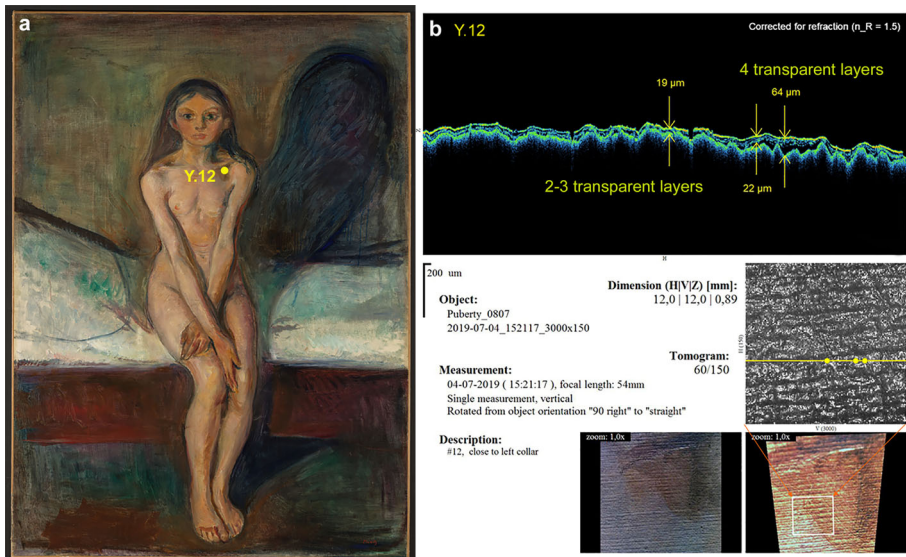 a
Y.12
b
Y.12
Corrected for refraction (n_R = 1.5)
19 µm
4 transparent layers
64 µm
2-3 transparent layers
22 µm
Z
H
200 um
Dimension (H|V|Z) [mm]:
12,0 | 12,0 | 0,89
Object:
Puberty_0807
2019-07-04_152117_3000x150
Tomogram:
60/150
Measurement:
04-07-2019 ( 15:21:17 ), focal length: 54mm
Single measurement, vertical
Rotated from object orientation "90 right" to "straight"
Description:
#12, close to left collar
H (150)
V (3000)
zoom: 1,0x
zoom: 1,0x